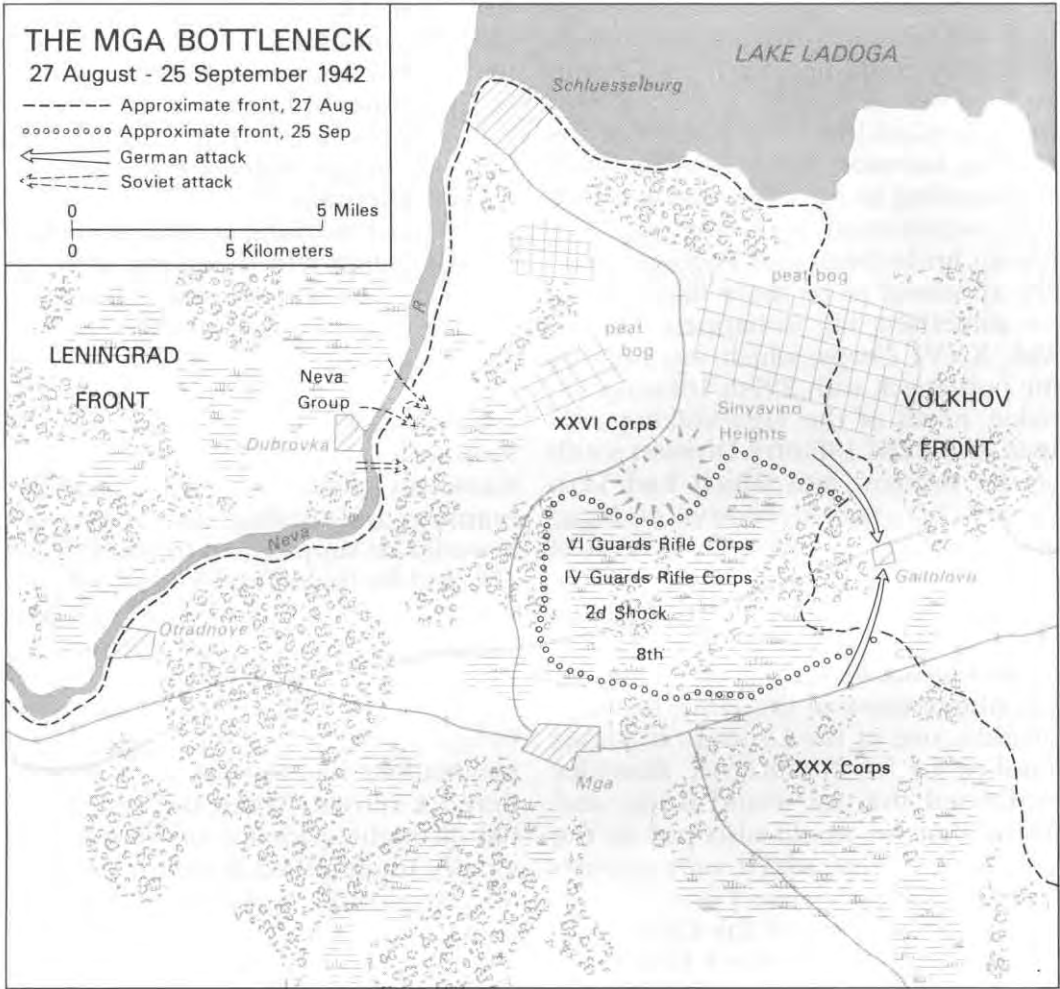 THE MGA BOTTLENECK
27 August - 25 September 1942
Approximate front, 27 Aug
Approximate front, 25 Sep
German attack
Soviet attack
0
5 Miles
0
5 Kilometers
LAKE LADOGA
Schluesselburg
peat bog
R
LENINGRAD
FRONT
peat
bog
Neva
Group
VOLKHOV
FRONT
XXVI Corps
Sinyavino
Heights
Dubrovka
Neva
VI Guards Rifle Corps
IV Guards Rifle Corps
Gaitolovo
2d Shock
Otradnoye
8th
XXX Corps
Mga